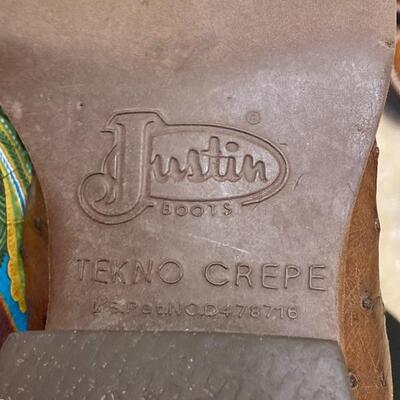 Justin®
BOOTS
TEKNO CREPE
U.S.Pat.NO.D478716